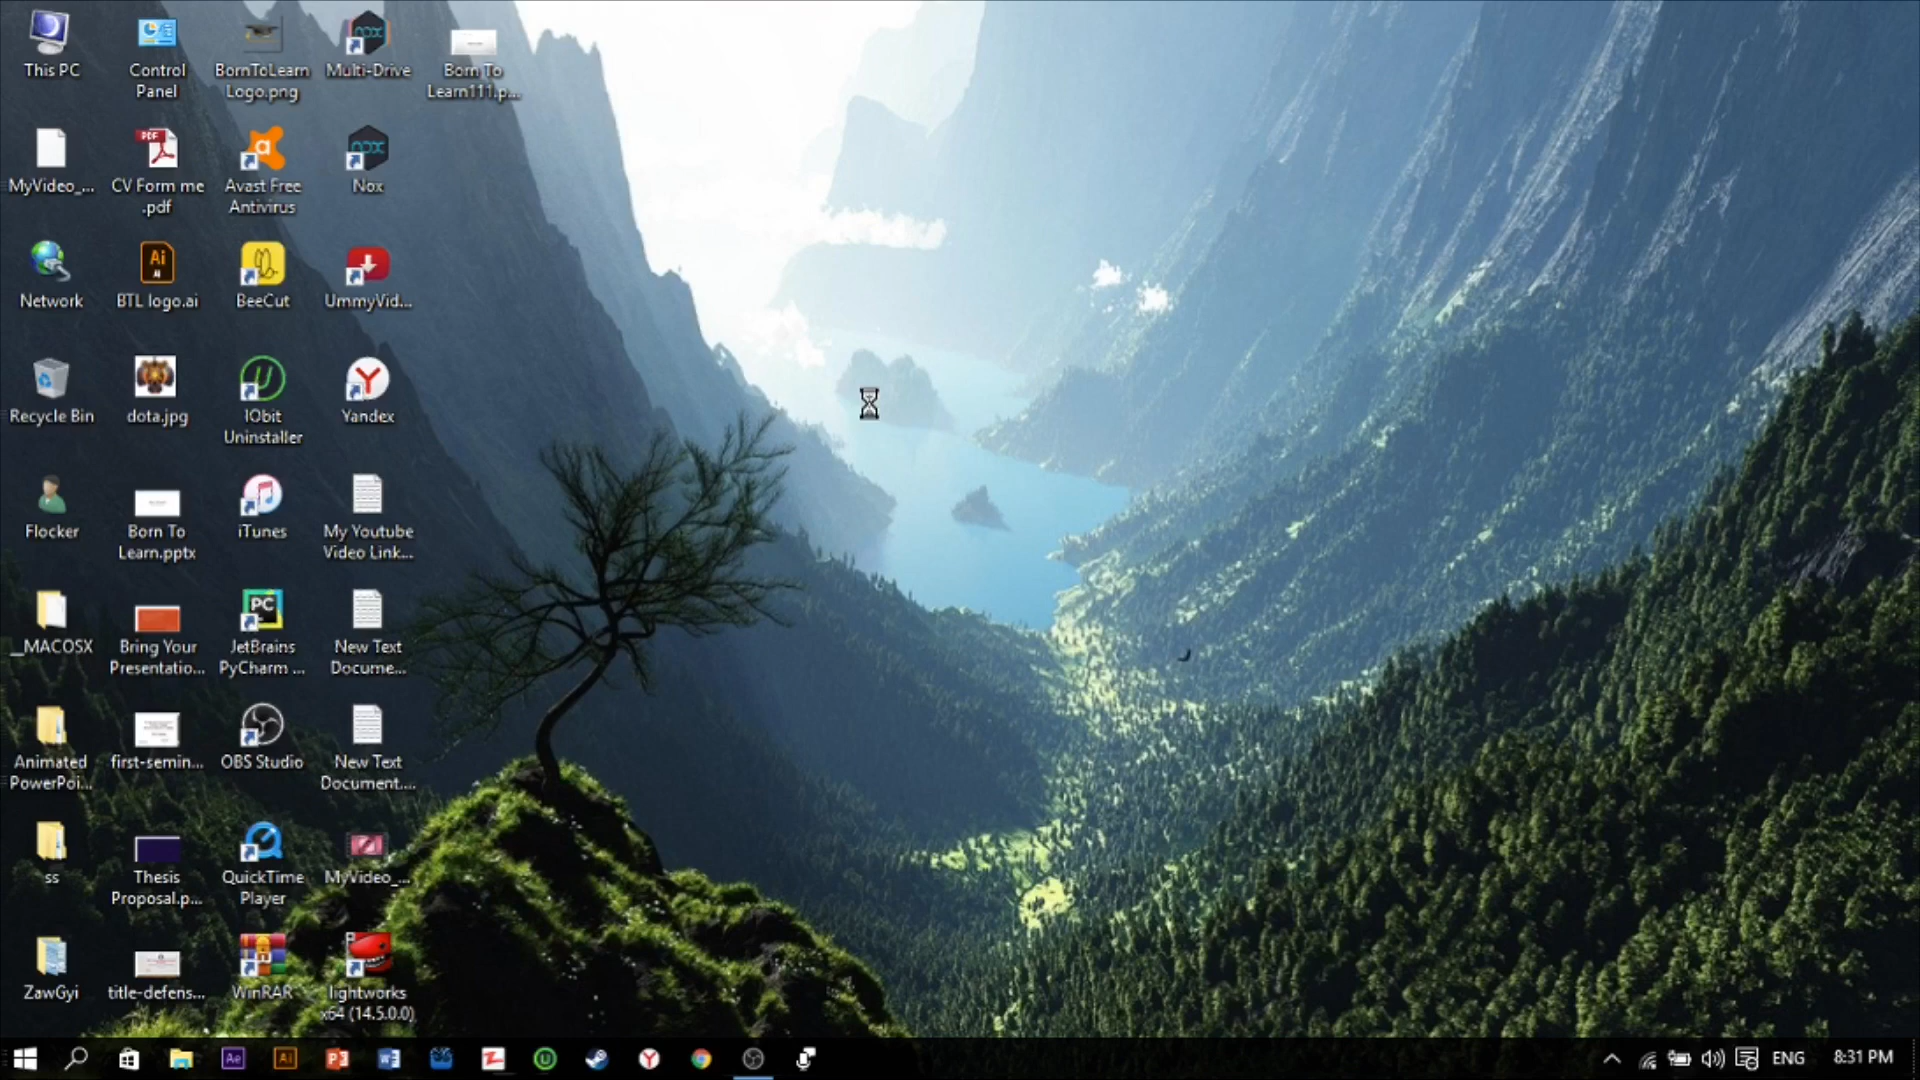 This PC
Control
Panel
BornToLearn
Logo.png
Multi-Drive
Born To
Learn111.p...
MyVideo_...
CV Form me
.pdf
Avast Free
Antivirus
Nox
Network
BTL logo.ai
BeeCut
UmmyVid...
Recycle Bin
dota.jpg
IObit
Uninstaller
Yandex
Flocker
Born To
Learn.pptx
iTunes
My Youtube
Video Link...
__MACOSX
Bring Your
Presentatio...
JetBrains
PyCharm ...
New Text
Docume...
Animated
PowerPoi...
first-semin...
OBS Studio
New Text
Document....
ss
Thesis
Proposal.p...
QuickTime
Player
MyVideo_...
ZawGyi
title-defens...
WinRAR
lightworks
x64 (14.5.0.0)
ENG
8:31 PM